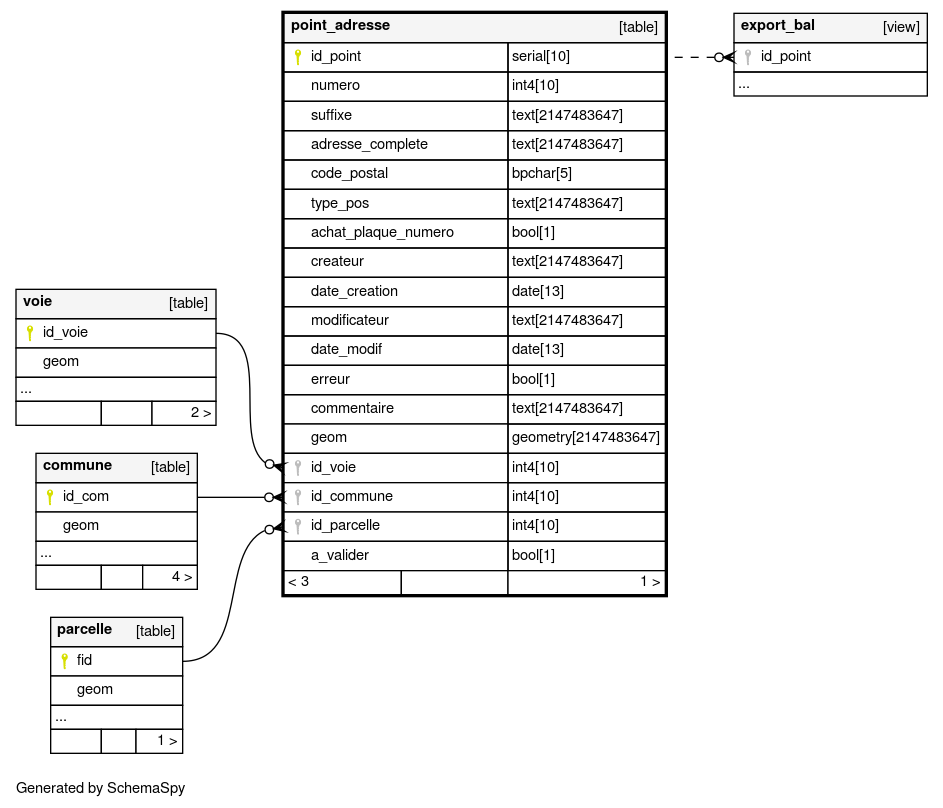 point_adresse [table]
id_point serial[10]
numero int4[10]
suffixe text[2147483647]
adresse_complete text[2147483647]
code_postal bpchar[5]
type_pos text[2147483647]
achat_plaque_numero bool[1]
createur text[2147483647]
date_creation date[13]
modificateur text[2147483647]
date_modif date[13]
erreur bool[1]
commentaire text[2147483647]
geom geometry[2147483647]
id_voie int4[10]
id_commune int4[10]
id_parcelle int4[10]
a_valider bool[1]
< 3 1 >
export_bal [view]
id_point
...
voie [table]
id_voie
geom
...
2 >
commune [table]
id_com
geom
...
4 >
parcelle [table]
fid
geom
...
1 >
Generated by SchemaSpy